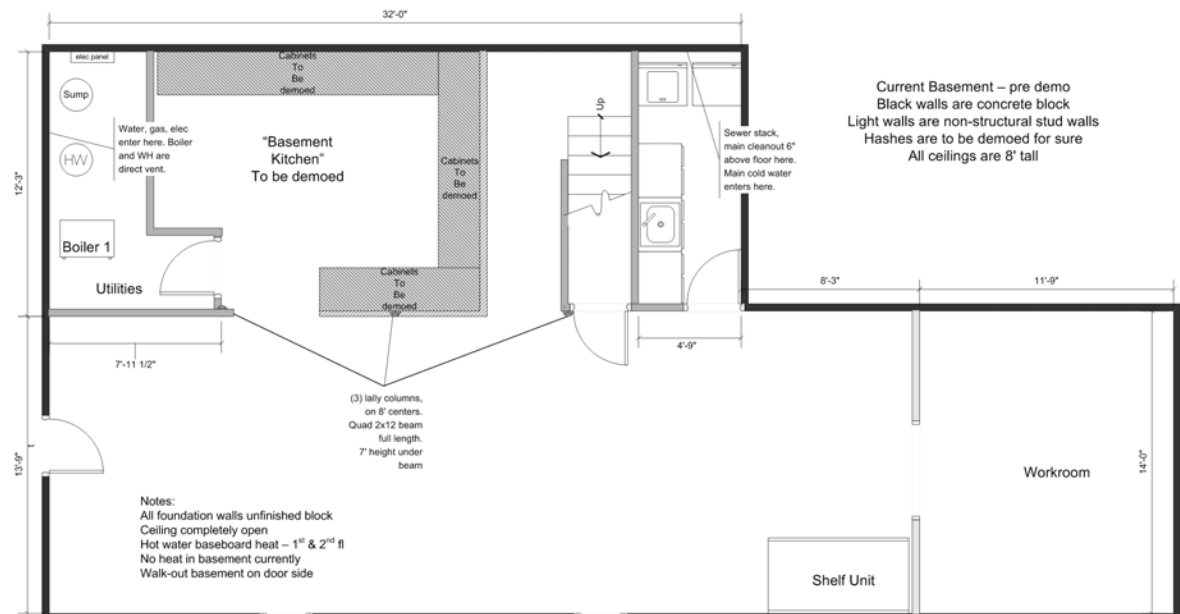 32'-0"
elec panel
Sump
Water, gas, elec
enter here. Boiler
and WH are
direct vent.
HW
Boiler 1
Utilities
12'-3"
Cabinets
To
Be
demoed
"Basement
Kitchen"
To be demoed
Cabinets
To
Be
demoed
Cabinets
To
Be
demoed
Up
Sewer stack,
main cleanout 6"
above floor here.
Main cold water
enters here.
Current Basement – pre demo
Black walls are concrete block
Light walls are non-structural stud walls
Hashes are to be demoed for sure
All ceilings are 8' tall
8'-3"
11'-9"
7'-11 1/2"
4'-9"
(3) lally columns,
on 8' centers.
Quad 2x12 beam
full length.
7' height under
beam
13'-9"
14'-0"
Workroom
Shelf Unit
Notes:
All foundation walls unfinished block
Ceiling completely open
Hot water baseboard heat – 1st & 2nd fl
No heat in basement currently
Walk-out basement on door side